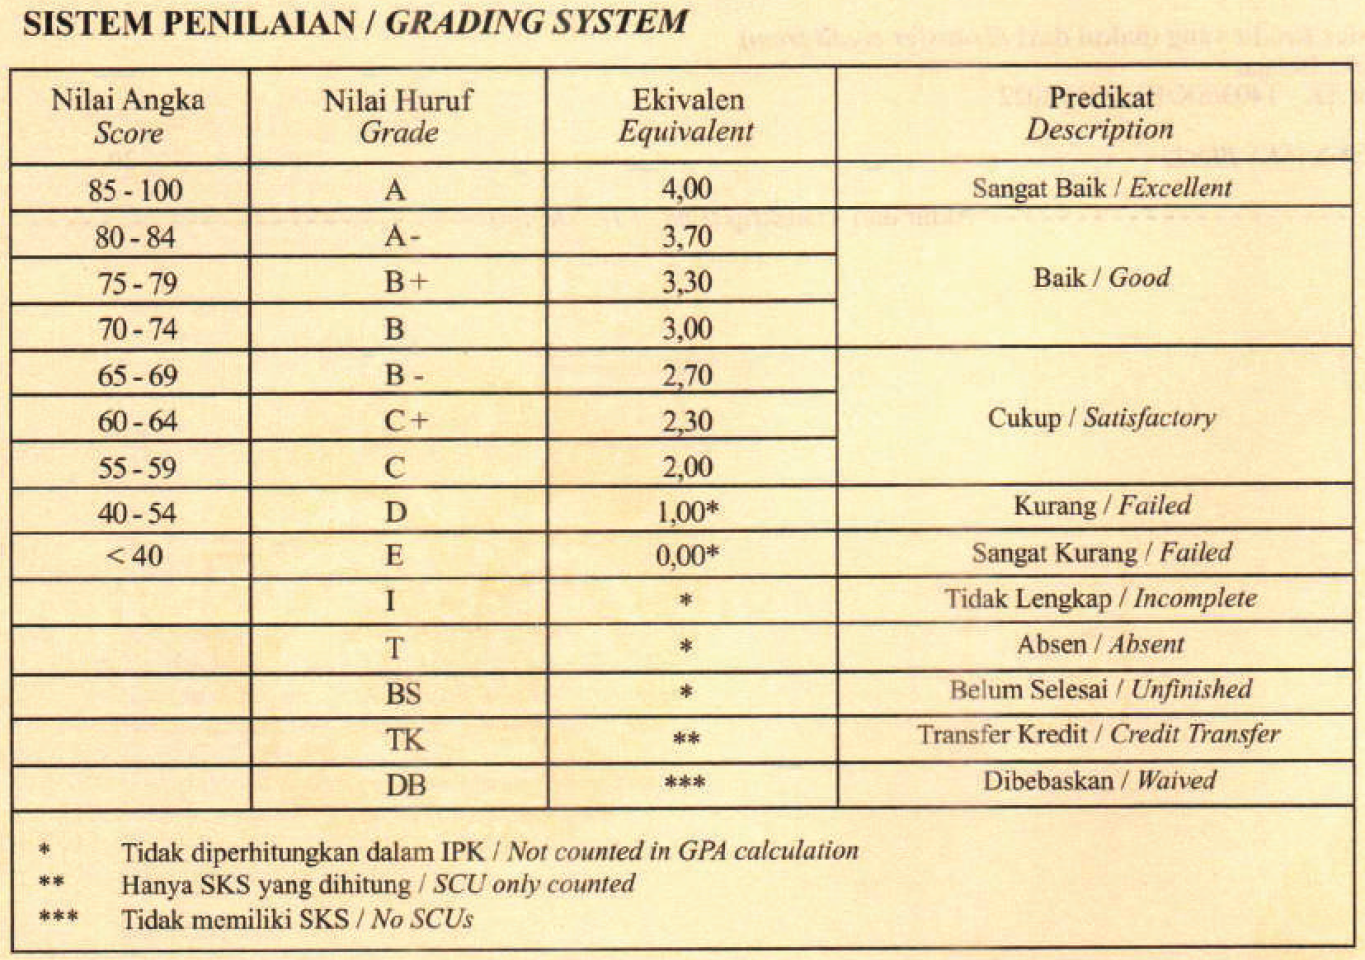 SISTEM PENILAIAN / GRADING SYSTEM
Nilai Angka Nilai Huruf Ekivalen Predikat
Score Grade Equivalent Description
85 - 100 A 4,00 Sangat Baik / Excellent
80 - 84 A - 3,70
75 - 79 B + 3,30 Baik / Good
70 - 74 B 3,00
65 - 69 B - 2,70
60 - 64 C + 2,30 Cukup / Satisfactory
55 - 59 C 2,00
40 - 54 D 1,00* Kurang / Failed
< 40 E 0,00* Sangat Kurang / Failed
I * Tidak Lengkap / Incomplete
T * Absen / Absent
BS * Belum Selesai / Unfinished
TK ** Transfer Kredit / Credit Transfer
DB *** Dibebaskan / Waived
* Tidak diperhitungkan dalam IPK / Not counted in GPA calculation
** Hanya SKS yang dihitung / SCU only counted
*** Tidak memiliki SKS / No SCUs